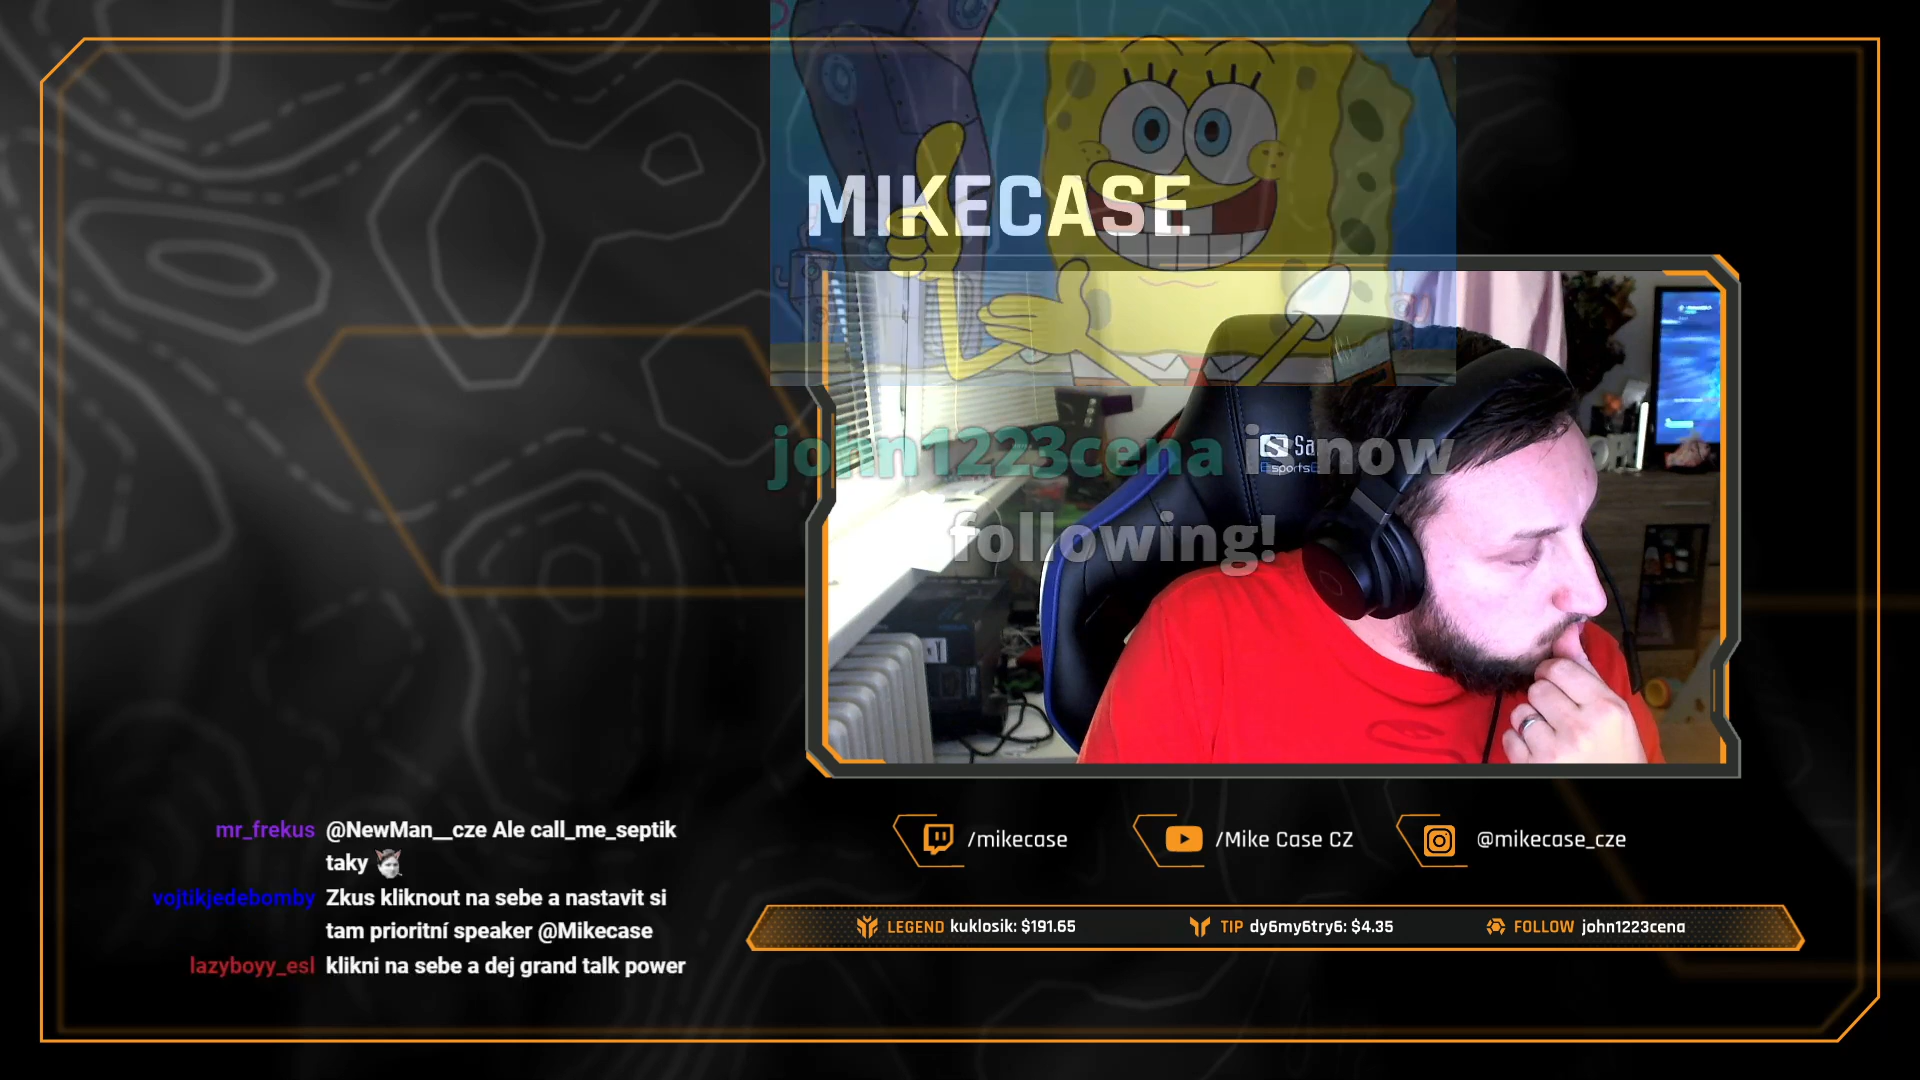 MIKECASE
john1223cena is now
following!
mr_frekus @NewMan__cze Ale call_me_septik
taky
vojtikjedebomby Zkus kliknout na sebe a nastavit si
tam prioritní speaker @Mikecase
lazyboyy_esl klikni na sebe a dej grand talk power
/mikecase
/Mike Case CZ
@mikecase_cze
LEGEND kuklosik: $191.65
TIP dy6my6try6: $4.35
FOLLOW john1223cena